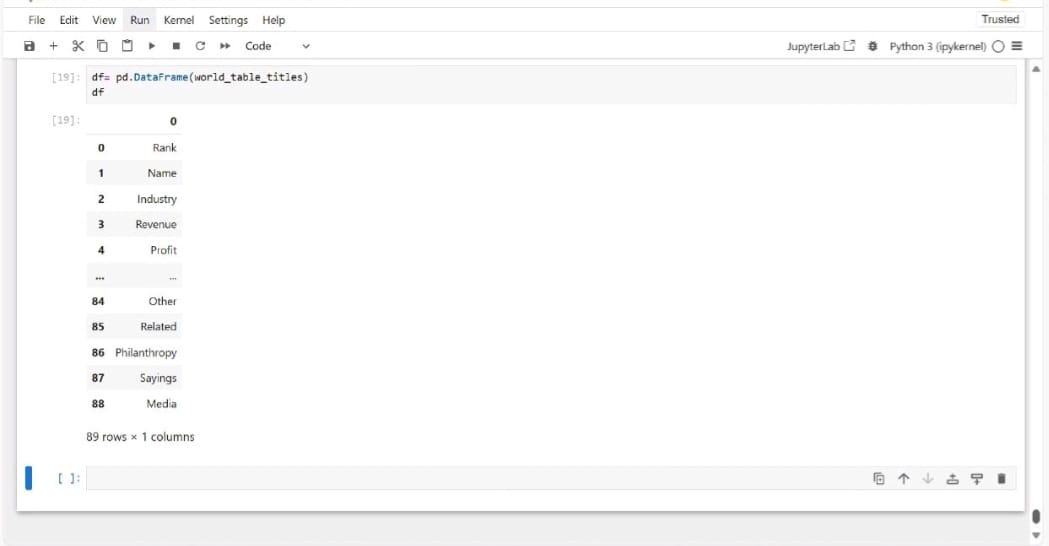 File Edit View Run Kernel Settings Help Trusted
Code JupyterLab Python 3 (ipykernel)
[19]: df= pd.DataFrame(world_table_titles)
df
[19]: 0
0 Rank
1 Name
2 Industry
3 Revenue
4 Profit
... ...
84 Other
85 Related
86 Philanthropy
87 Sayings
88 Media
89 rows × 1 columns
[ ]: